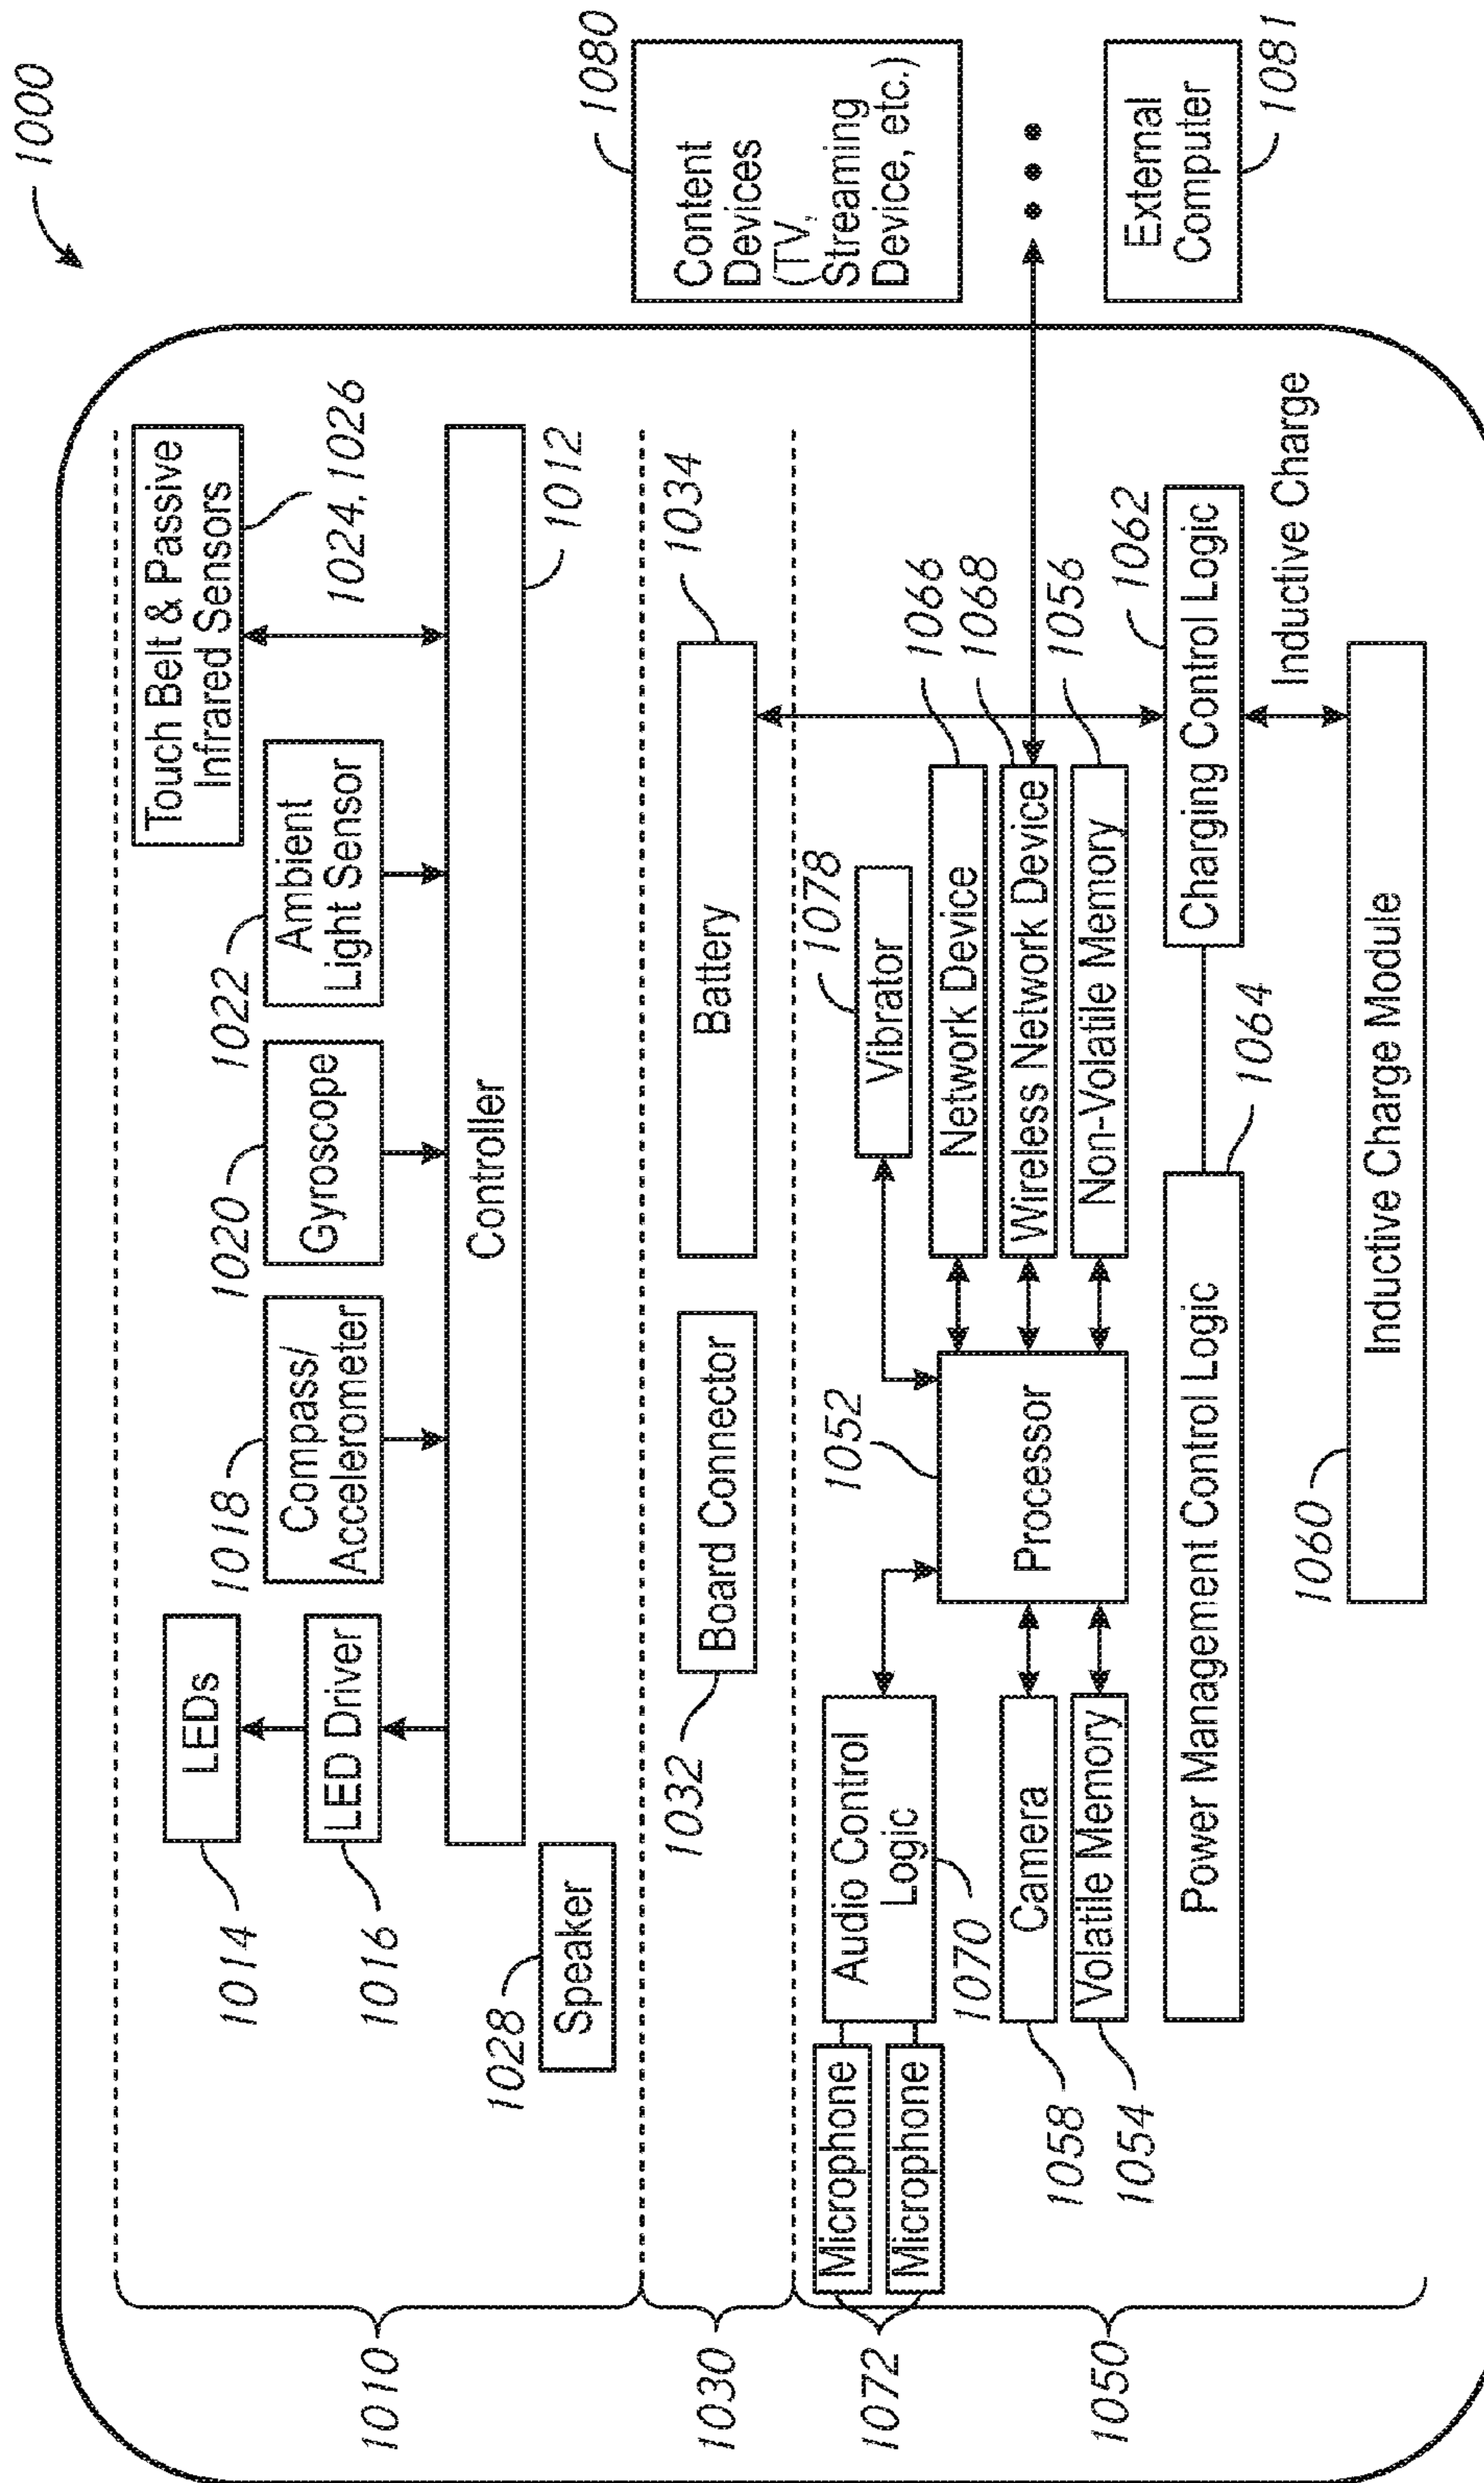 1000
Touch Belt & Passive
Infrared Sensors
1024, 1026
Ambient
Light Sensor
1022
Gyroscope
1020
Compass/
Accelerometer
1018
LEDs
1014
LED Driver
1016
Controller
1012
Speaker
1028
1010
Board Connector
1032
Battery
1034
1030
Microphone
Microphone
1072
Audio Control
Logic
1070
Camera
1058
Volatile Memory
1054
Processor
1052
Vibrator
1078
Network Device
1066
Wireless Network Device
1068
Non-Volatile Memory
1056
Power Management Control Logic
1064
Charging Control Logic
1062
Inductive Charge
Inductive Charge Module
1060
1050
Content
Devices
(TV,
Streaming
Device, etc.)
1080
External
Computer
1081